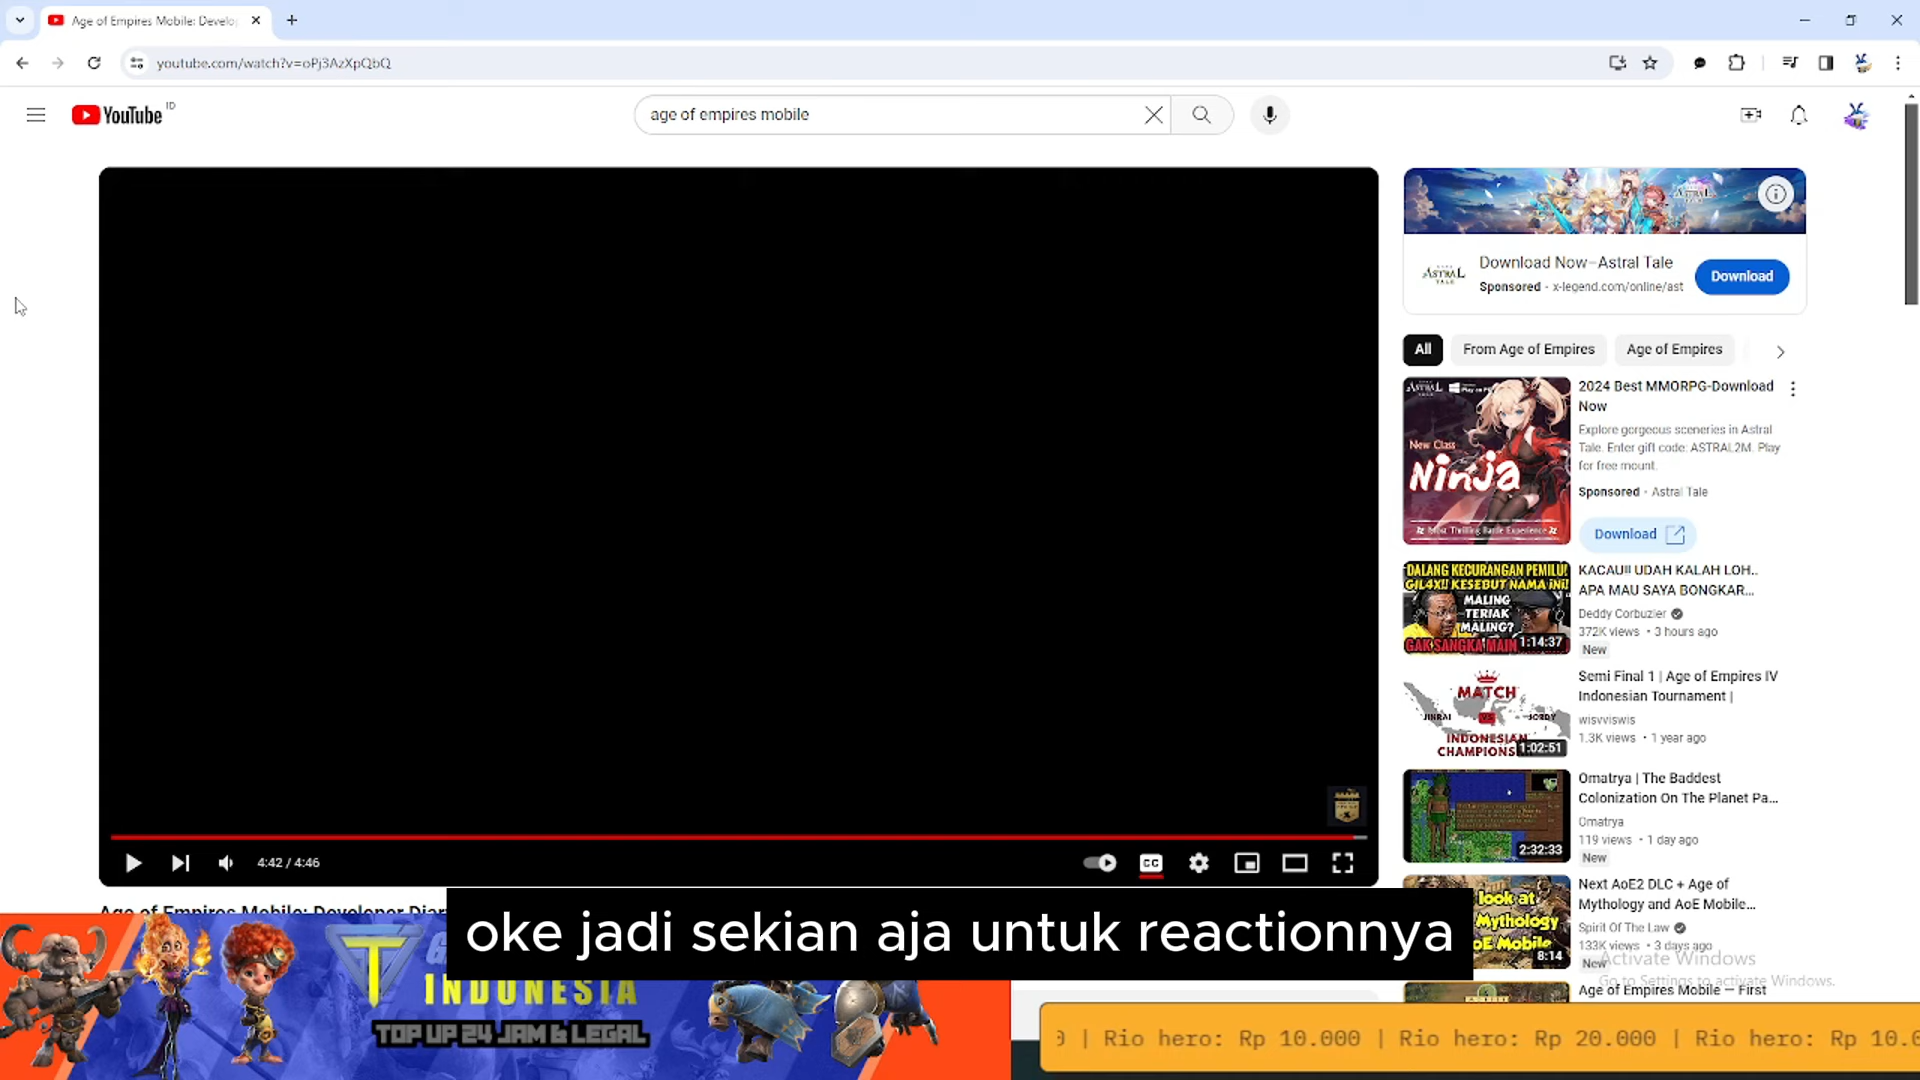 Age of Empires Mobile: Develo
youtube.com/watch?v=oPj3AzXpQbQ
YouTube
ID
age of empires mobile
ASTRAL
TALE
Download Now—Astral Tale
Sponsored · x-legend.com/online/ast
Download
All
From Age of Empires
Age of Empires
ASTRAL
New Class
Ninja
Most Thrilling Battle Experience
2024 Best MMORPG-Download
Now
Explore gorgeous sceneries in Astral
Tale. Enter gift code: ASTRAL2M. Play
for free mount.
Sponsored · Astral Tale
Download
DALANG KECURANGAN PEMILU!
GIL4X!! KESEBUT NAMA INI!
MALING
TERIAK
MALING?
GAK SANGKA MAIN
1:14:37
KACAU!! UDAH KALAH LOH..
APA MAU SAYA BONGKAR...
Deddy Corbuzier
372K views • 3 hours ago
New
MATCH
JINRAI
VS
JORDY
INDONESIAN
CHAMPIONS
1:02:51
Semi Final 1 | Age of Empires IV
Indonesian Tournament |
wisvviswis
1.3K views • 1 year ago
2:32:33
Omatrya | The Baddest
Colonization On The Planet Pa...
Omatrya
119 views • 1 day ago
New
look at
Mythology
oE Mobile
8:14
Next AoE2 DLC + Age of
Mythology and AoE Mobile...
Spirit Of The Law
133K views • 3 days ago
New
Age of Empires Mobile — First
4:42 / 4:46
CC
Age of Empires Mobile: Developer Diar
oke jadi sekian aja untuk reactionnya
INDONESIA
TOP UP 24 JAM & LEGAL
Activate Windows
Go to Settings to activate Windows.
0 | Rio hero: Rp 10.000 | Rio hero: Rp 20.000 | Rio hero: Rp 10.0